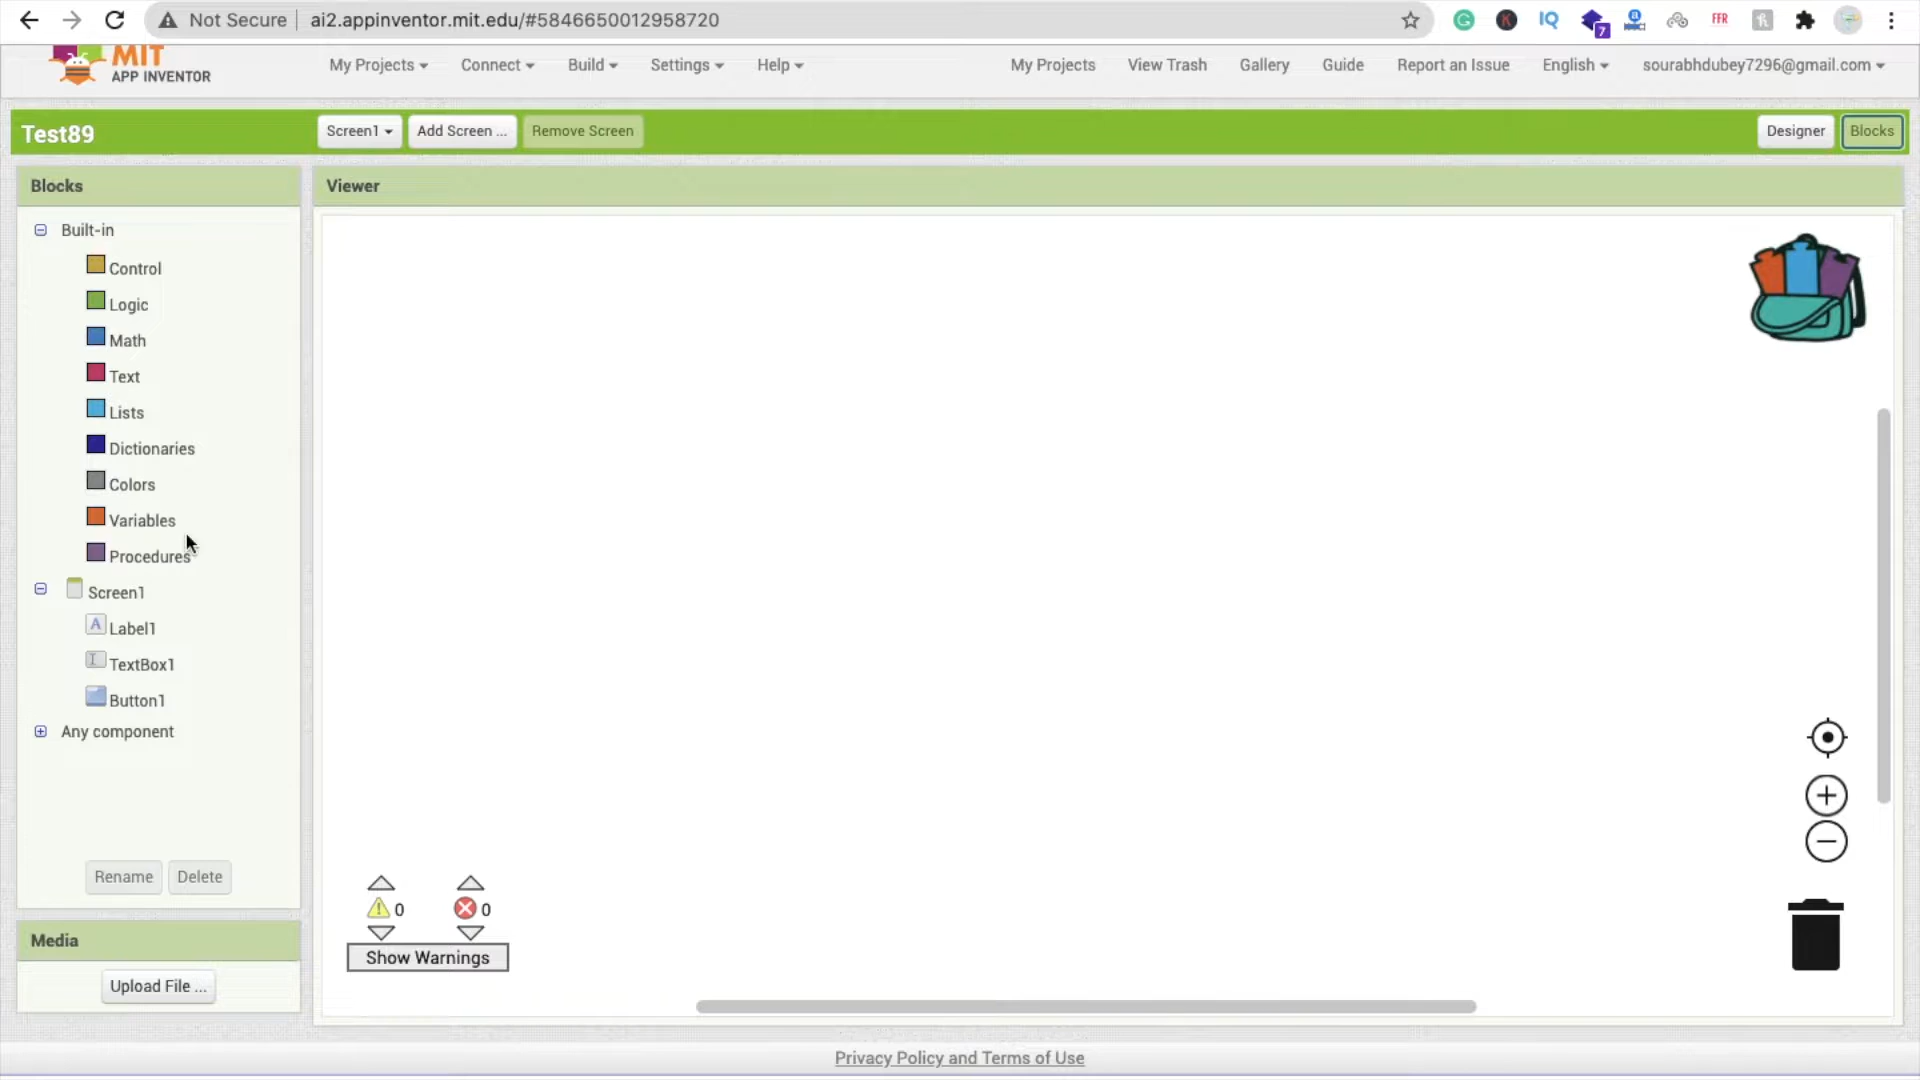 Not Secure ai2.appinventor.mit.edu/#5846650012958720
IQ
7
a
FFR
MIT
APP INVENTOR
My Projects Connect Build Settings Help My Projects View Trash Gallery Guide Report an Issue English sourabhdubey7296@gmail.com
Test89 Screen1 Add Screen ... Remove Screen Designer Blocks
Blocks
Viewer
Built-in
Control
Logic
Math
Text
Lists
Dictionaries
Colors
Variables
Procedures
Screen1
A Label1
TextBox1
Button1
Any component
Rename Delete
0 0
Show Warnings
Media
Upload File ...
Privacy Policy and Terms of Use